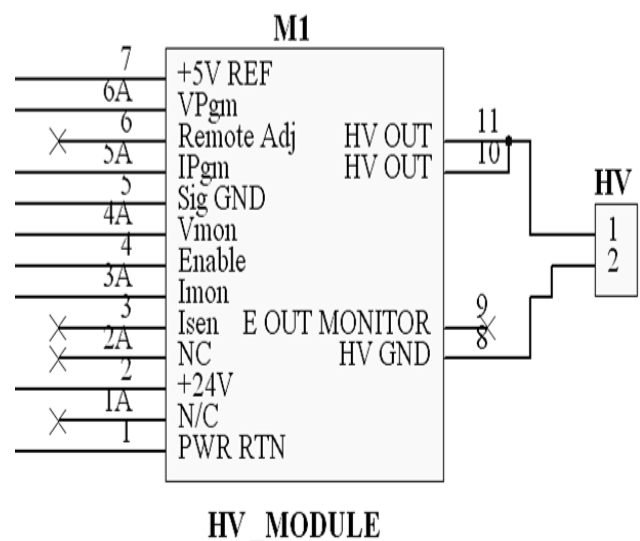 M1
7 +5V REF
6A VPgm
6 Remote Adj HV OUT 11
5A IPgm HV OUT 10
5 Sig GND HV
4A Vmon 1
4 Enable 2
3A Imon
3 Isen E OUT MONITOR 9
2A NC HV GND 8
2 +24V
1A N/C
1 PWR RTN
HV_MODULE